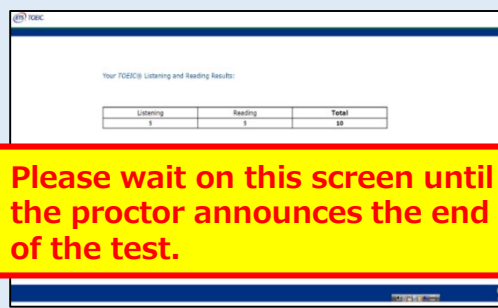 ETS TOEIC
Your TOEIC® Listening and Reading Results:
Listening Reading Total
5 5 10
Please wait on this screen until
the proctor announces the end
of the test.